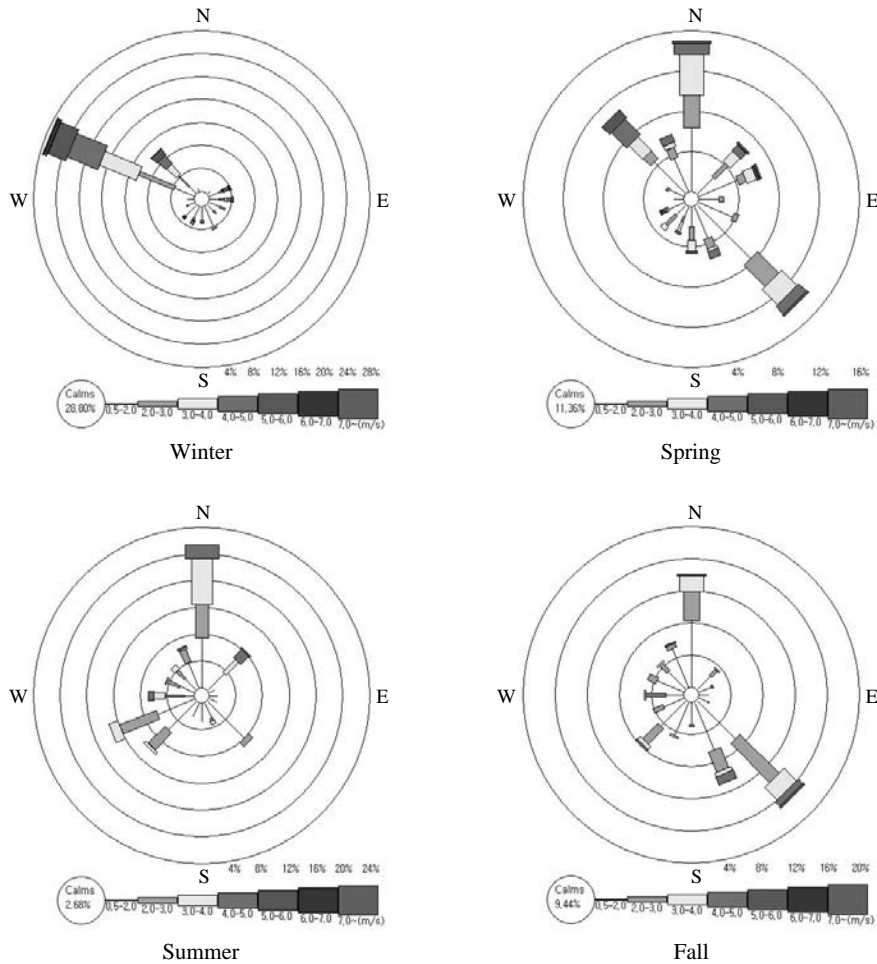 N
W
E
S
4% 8% 12% 16% 20% 24% 28%
Calms
28,80%
0,5-2,0 2,0-3,0 3,0-4,0 4,0-5,0 5,0-6,0 6,0-7,0 7,0~(m/s)
Winter
N
W
E
S
4% 8% 12% 16%
Calms
11,36%
0,5-2,0 2,0-3,0 3,0-4,0 4,0-5,0 5,0-6,0 6,0-7,0 7,0~(m/s)
Spring
N
W
E
S
4% 8% 12% 16% 20% 24%
Calms
2,68%
0,5-2,0 2,0-3,0 3,0-4,0 4,0-5,0 5,0-6,0 6,0-7,0 7,0~(m/s)
Summer
N
W
E
S
4% 8% 12% 16% 20%
Calms
9,44%
0,5-2,0 2,0-3,0 3,0-4,0 4,0-5,0 5,0-6,0 6,0-7,0 7,0~(m/s)
Fall